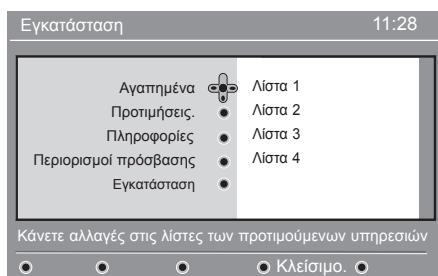 Εγκατάσταση 11:28
Αγαπημένα Λίστα 1
Προτιμήσεις. Λίστα 2
Πληροφορίες Λίστα 3
Περιορισμοί πρόσβασης Λίστα 4
Εγκατάσταση
Κάνετε αλλαγές στις λίστες των προτιμούμενων υπηρεσιών
Κλείσιμο.